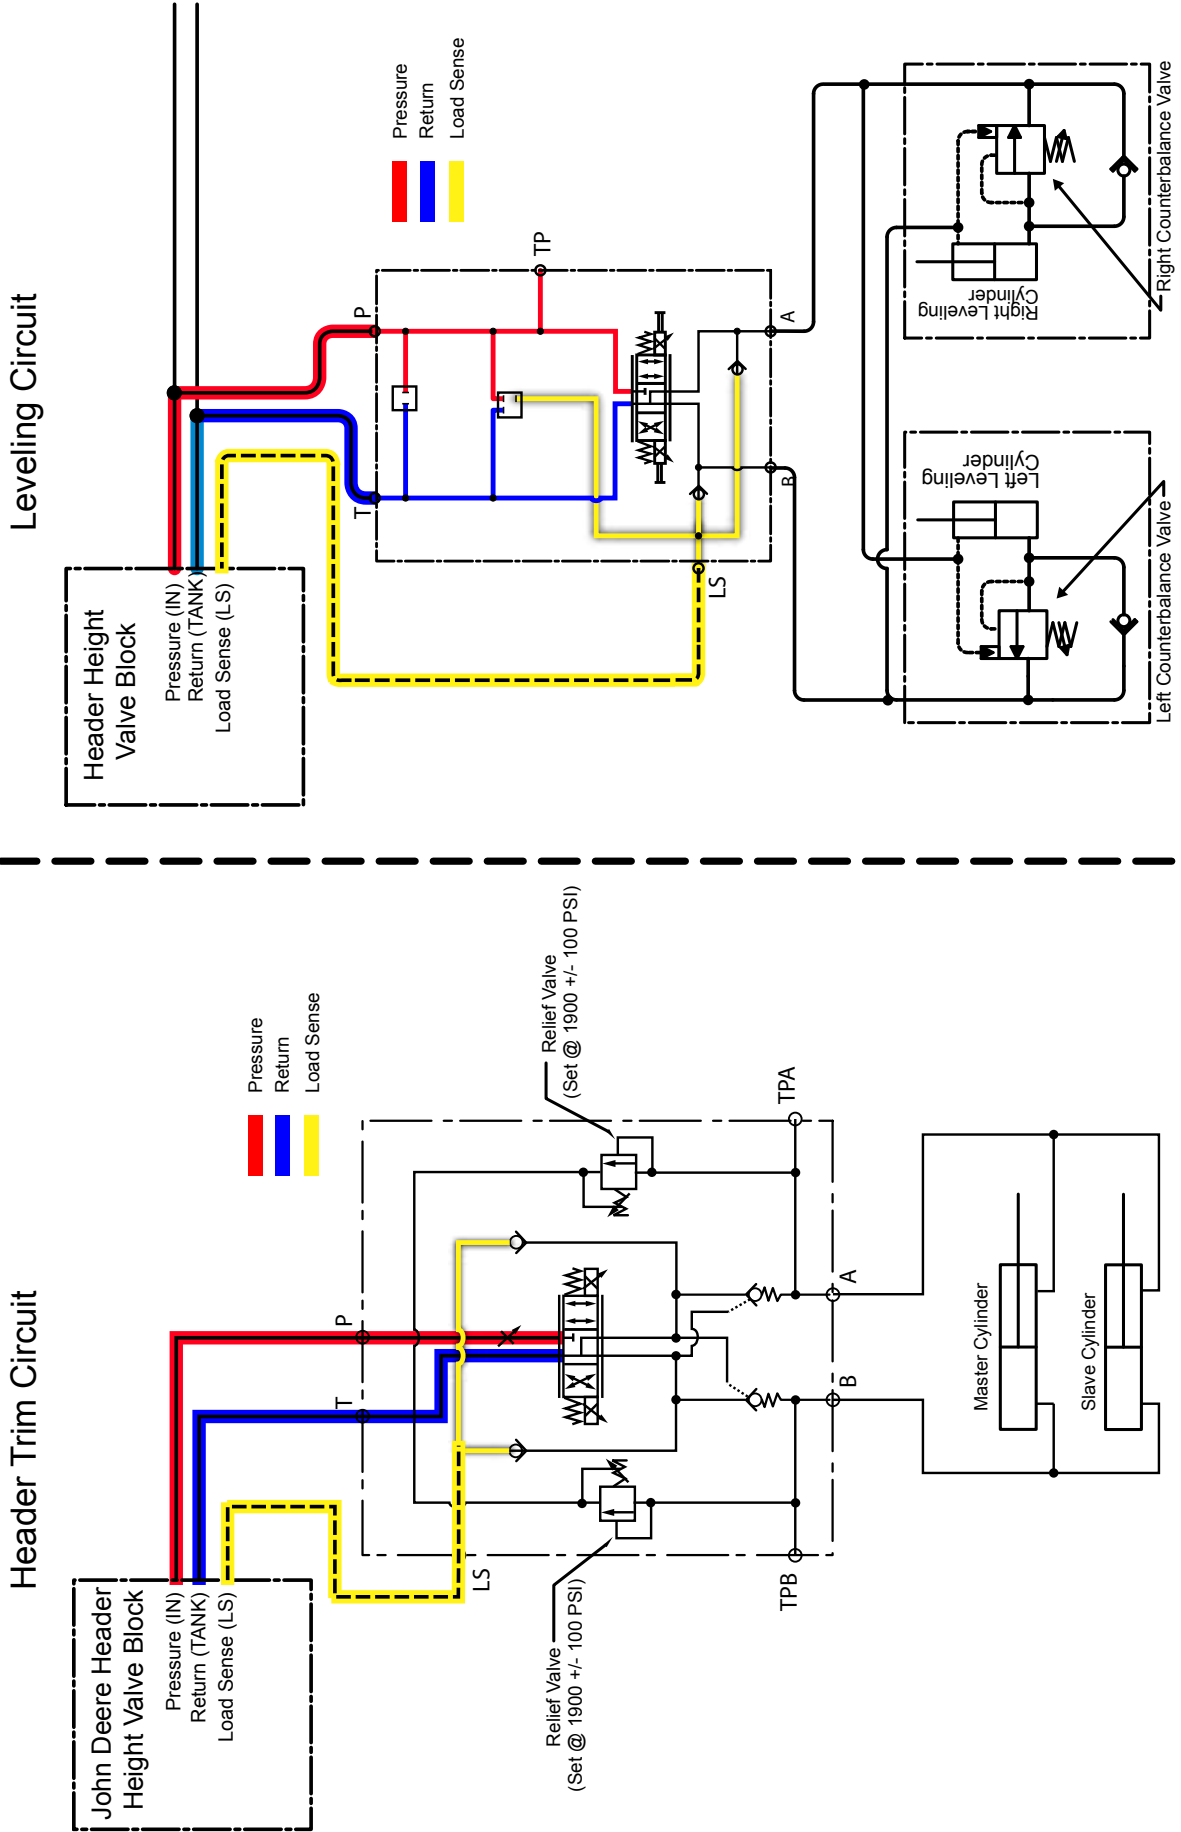 Header Trim Circuit
John Deere Header
Height Valve Block
Pressure (IN)
Return (TANK)
Load Sense (LS)
Pressure
Return
Load Sense
T
P
LS
Relief Valve
(Set @ 1900 +/- 100 PSI)
Relief Valve
(Set @ 1900 +/- 100 PSI)
TPB
TPA
B
A
Master Cylinder
Slave Cylinder
Leveling Circuit
Header Height
Valve Block
Pressure (IN)
Return (TANK)
Load Sense (LS)
Pressure
Return
Load Sense
T
P
TP
LS
B
A
Left Leveling
Cylinder
Left Counterbalance Valve
Right Leveling
Cylinder
Right Counterbalance Valve